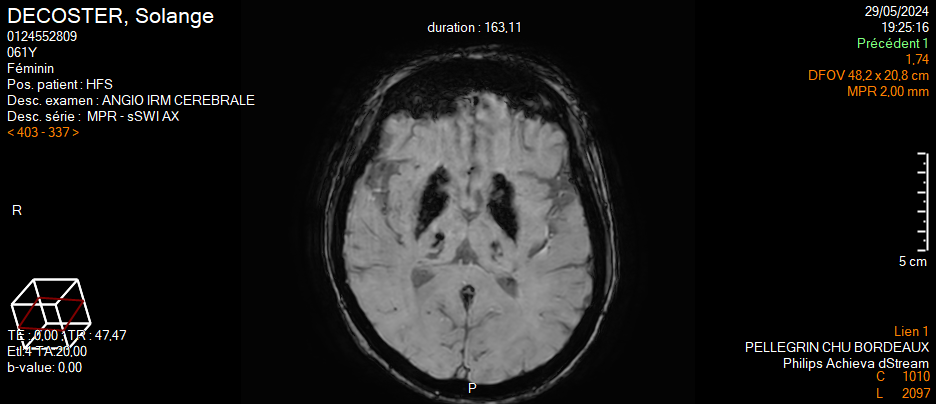 DECOSTER, Solange
0124552809
061Y
Féminin
Pos. patient : HFS
Desc. examen : ANGIO IRM CEREBRALE
Desc. série : MPR - sSWI AX
< 403 - 337 >
duration : 163,11
29/05/2024
19:25:16
Précédent 1
1,74
DFOV 48,2 x 20,8 cm
MPR 2,00 mm
R
5 cm
TE : 0,00 : TR : 47,47
Etl:4 TA:20,00
b-value: 0,00
P
Lien 1
PELLEGRIN CHU BORDEAUX
Philips Achieva dStream
C 1010
L 2097